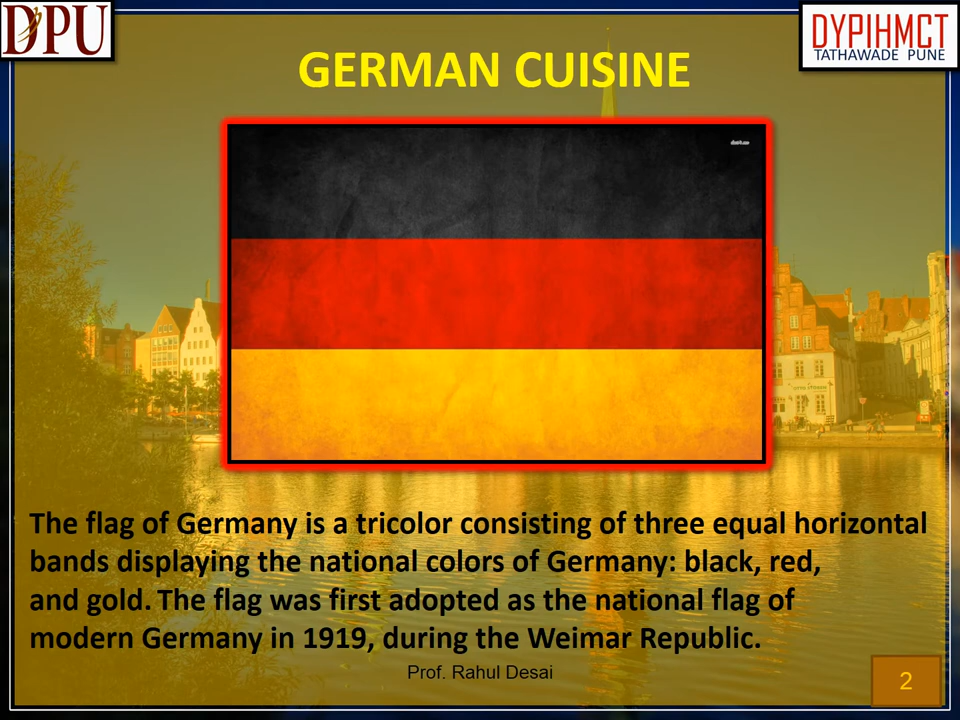 DPU
DYPIHMCT
TATHAWADE PUNE
GERMAN CUISINE
The flag of Germany is a tricolor consisting of three equal horizontal
bands displaying the national colors of Germany: black, red,
and gold. The flag was first adopted as the national flag of
modern Germany in 1919, during the Weimar Republic.
Prof. Rahul Desai
2